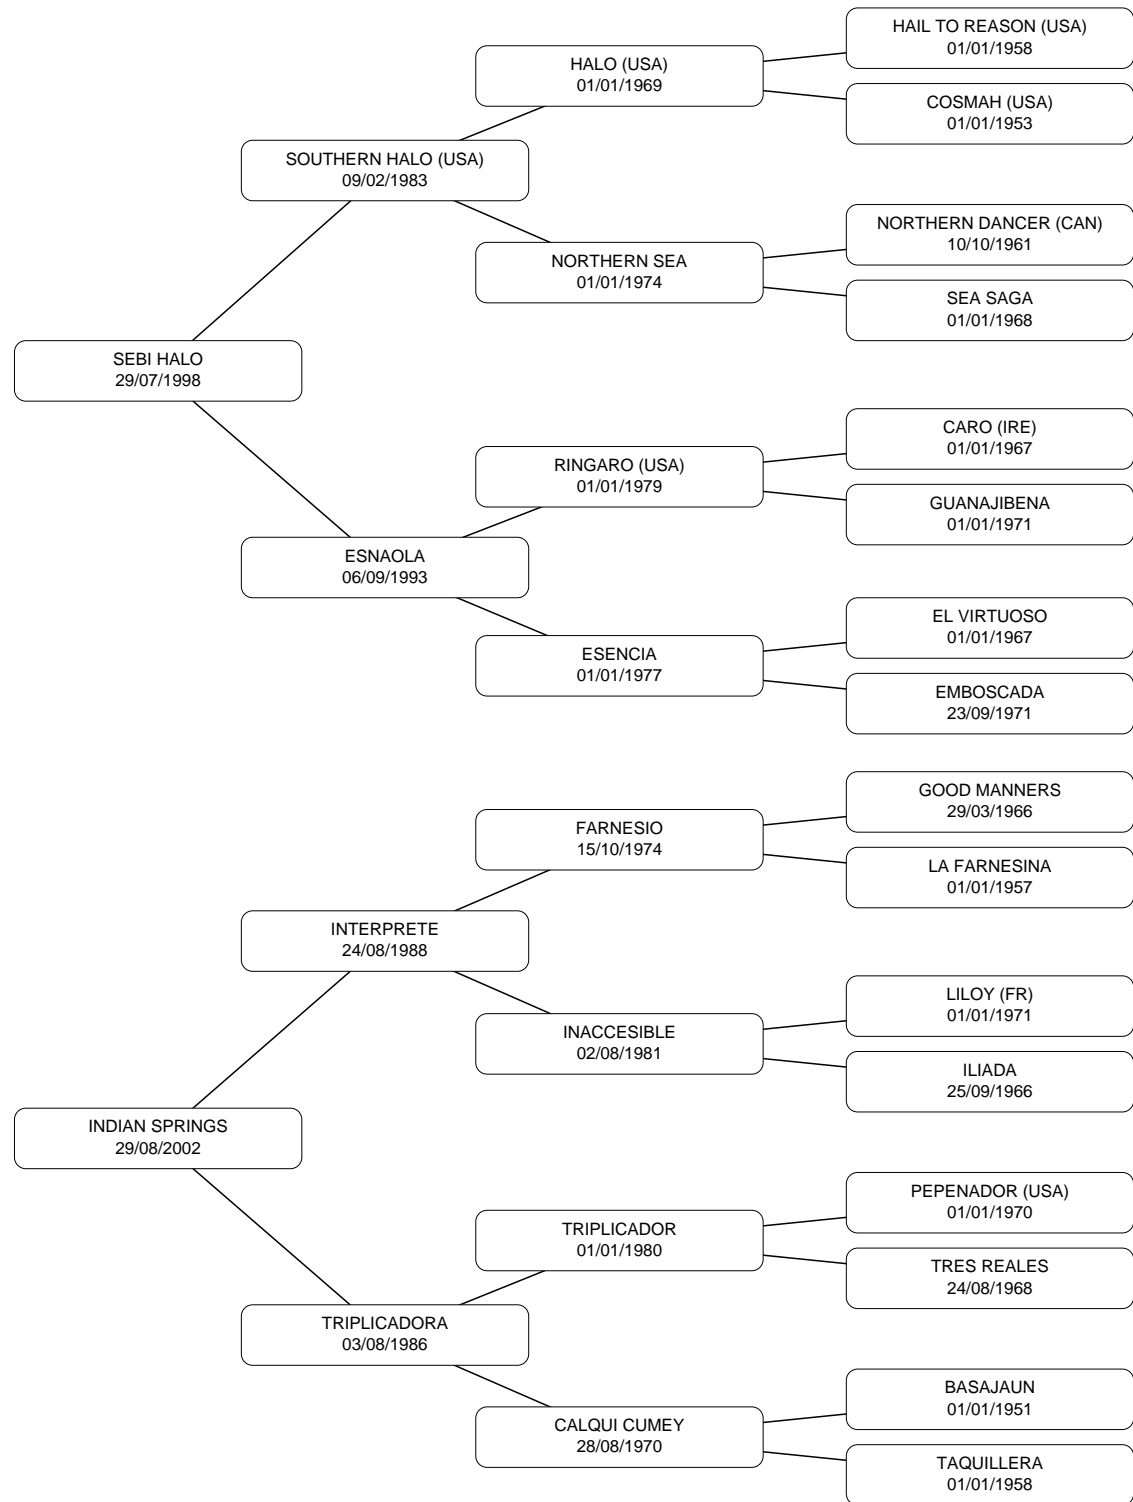 HAIL TO REASON (USA)
01/01/1958
HALO (USA)
01/01/1969
COSMAH (USA)
01/01/1953
SOUTHERN HALO (USA)
09/02/1983
NORTHERN DANCER (CAN)
10/10/1961
NORTHERN SEA
01/01/1974
SEA SAGA
01/01/1968
SEBI HALO
29/07/1998
CARO (IRE)
01/01/1967
RINGARO (USA)
01/01/1979
GUANAJIBENA
01/01/1971
ESNAOLA
06/09/1993
EL VIRTUOSO
01/01/1967
ESENCIA
01/01/1977
EMBOSCADA
23/09/1971
GOOD MANNERS
29/03/1966
FARNESIO
15/10/1974
LA FARNESINA
01/01/1957
INTERPRETE
24/08/1988
LILOY (FR)
01/01/1971
INACCESIBLE
02/08/1981
ILIADA
25/09/1966
INDIAN SPRINGS
29/08/2002
PEPENADOR (USA)
01/01/1970
TRIPLICADOR
01/01/1980
TRES REALES
24/08/1968
TRIPLICADORA
03/08/1986
BASAJAUN
01/01/1951
CALQUI CUMEY
28/08/1970
TAQUILLERA
01/01/1958